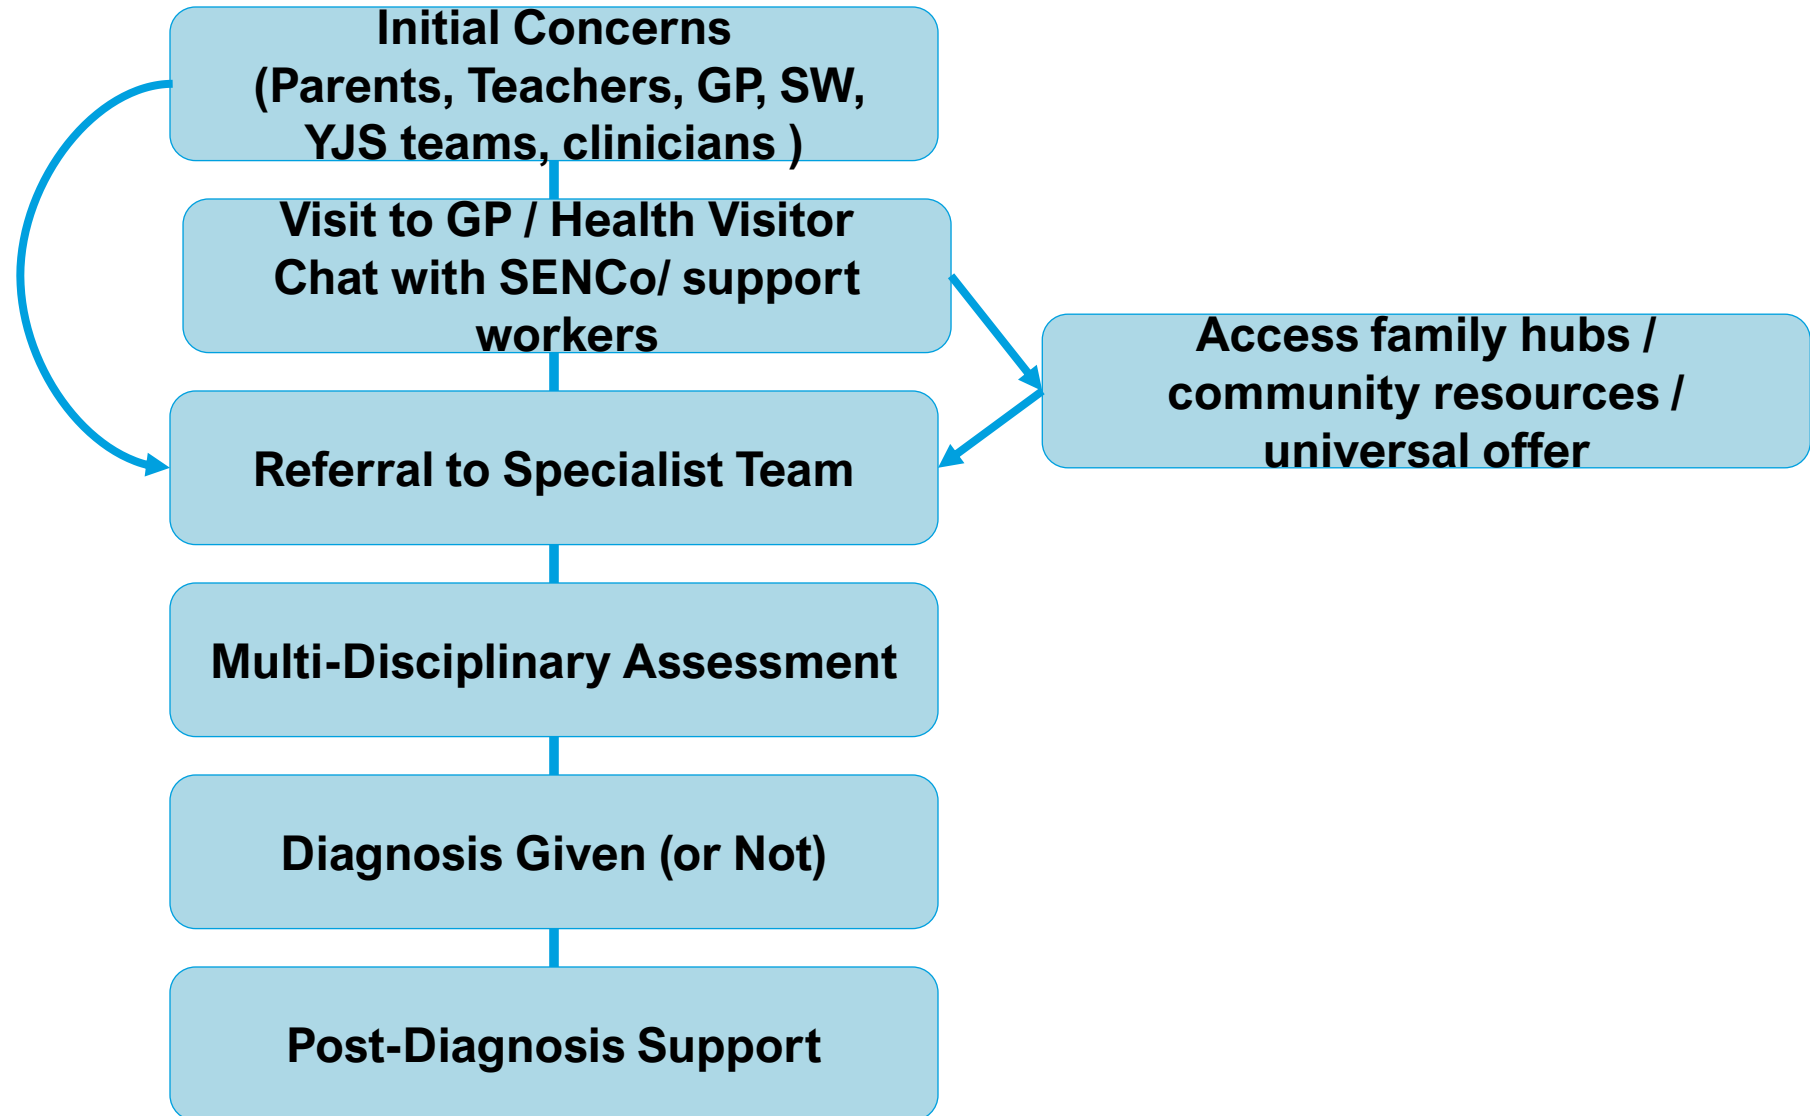 Initial Concerns
(Parents, Teachers, GP, SW,
YJS teams, clinicians )
Visit to GP / Health Visitor
Chat with SENCo/ support
workers
Access family hubs /
community resources /
universal offer
Referral to Specialist Team
Multi-Disciplinary Assessment
Diagnosis Given (or Not)
Post-Diagnosis Support